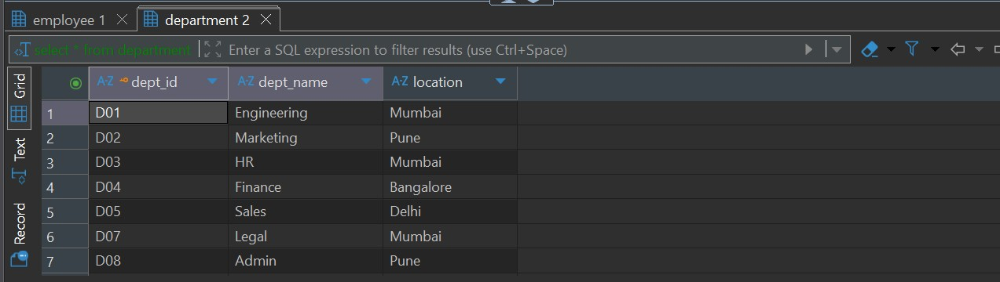 employee 1 department 2
select * from department Enter a SQL expression to filter results (use Ctrl+Space)
Grid
Text
Record
A-Z dept_id A-Z dept_name A-Z location
1 D01 Engineering Mumbai
2 D02 Marketing Pune
3 D03 HR Mumbai
4 D04 Finance Bangalore
5 D05 Sales Delhi
6 D07 Legal Mumbai
7 D08 Admin Pune